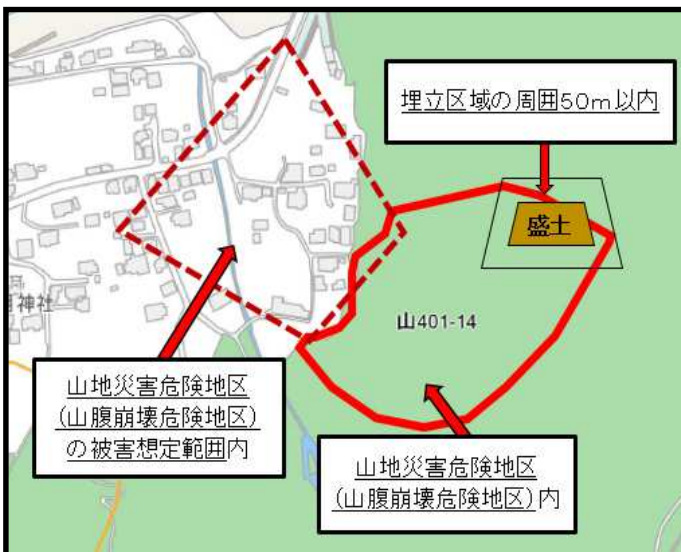 埋立区域の周囲50m以内
盛土
山401-14
神社
山地災害危険地区
(山腹崩壊危険地区)
の被害想定範囲内
山地災害危険地区
(山腹崩壊危険地区)内